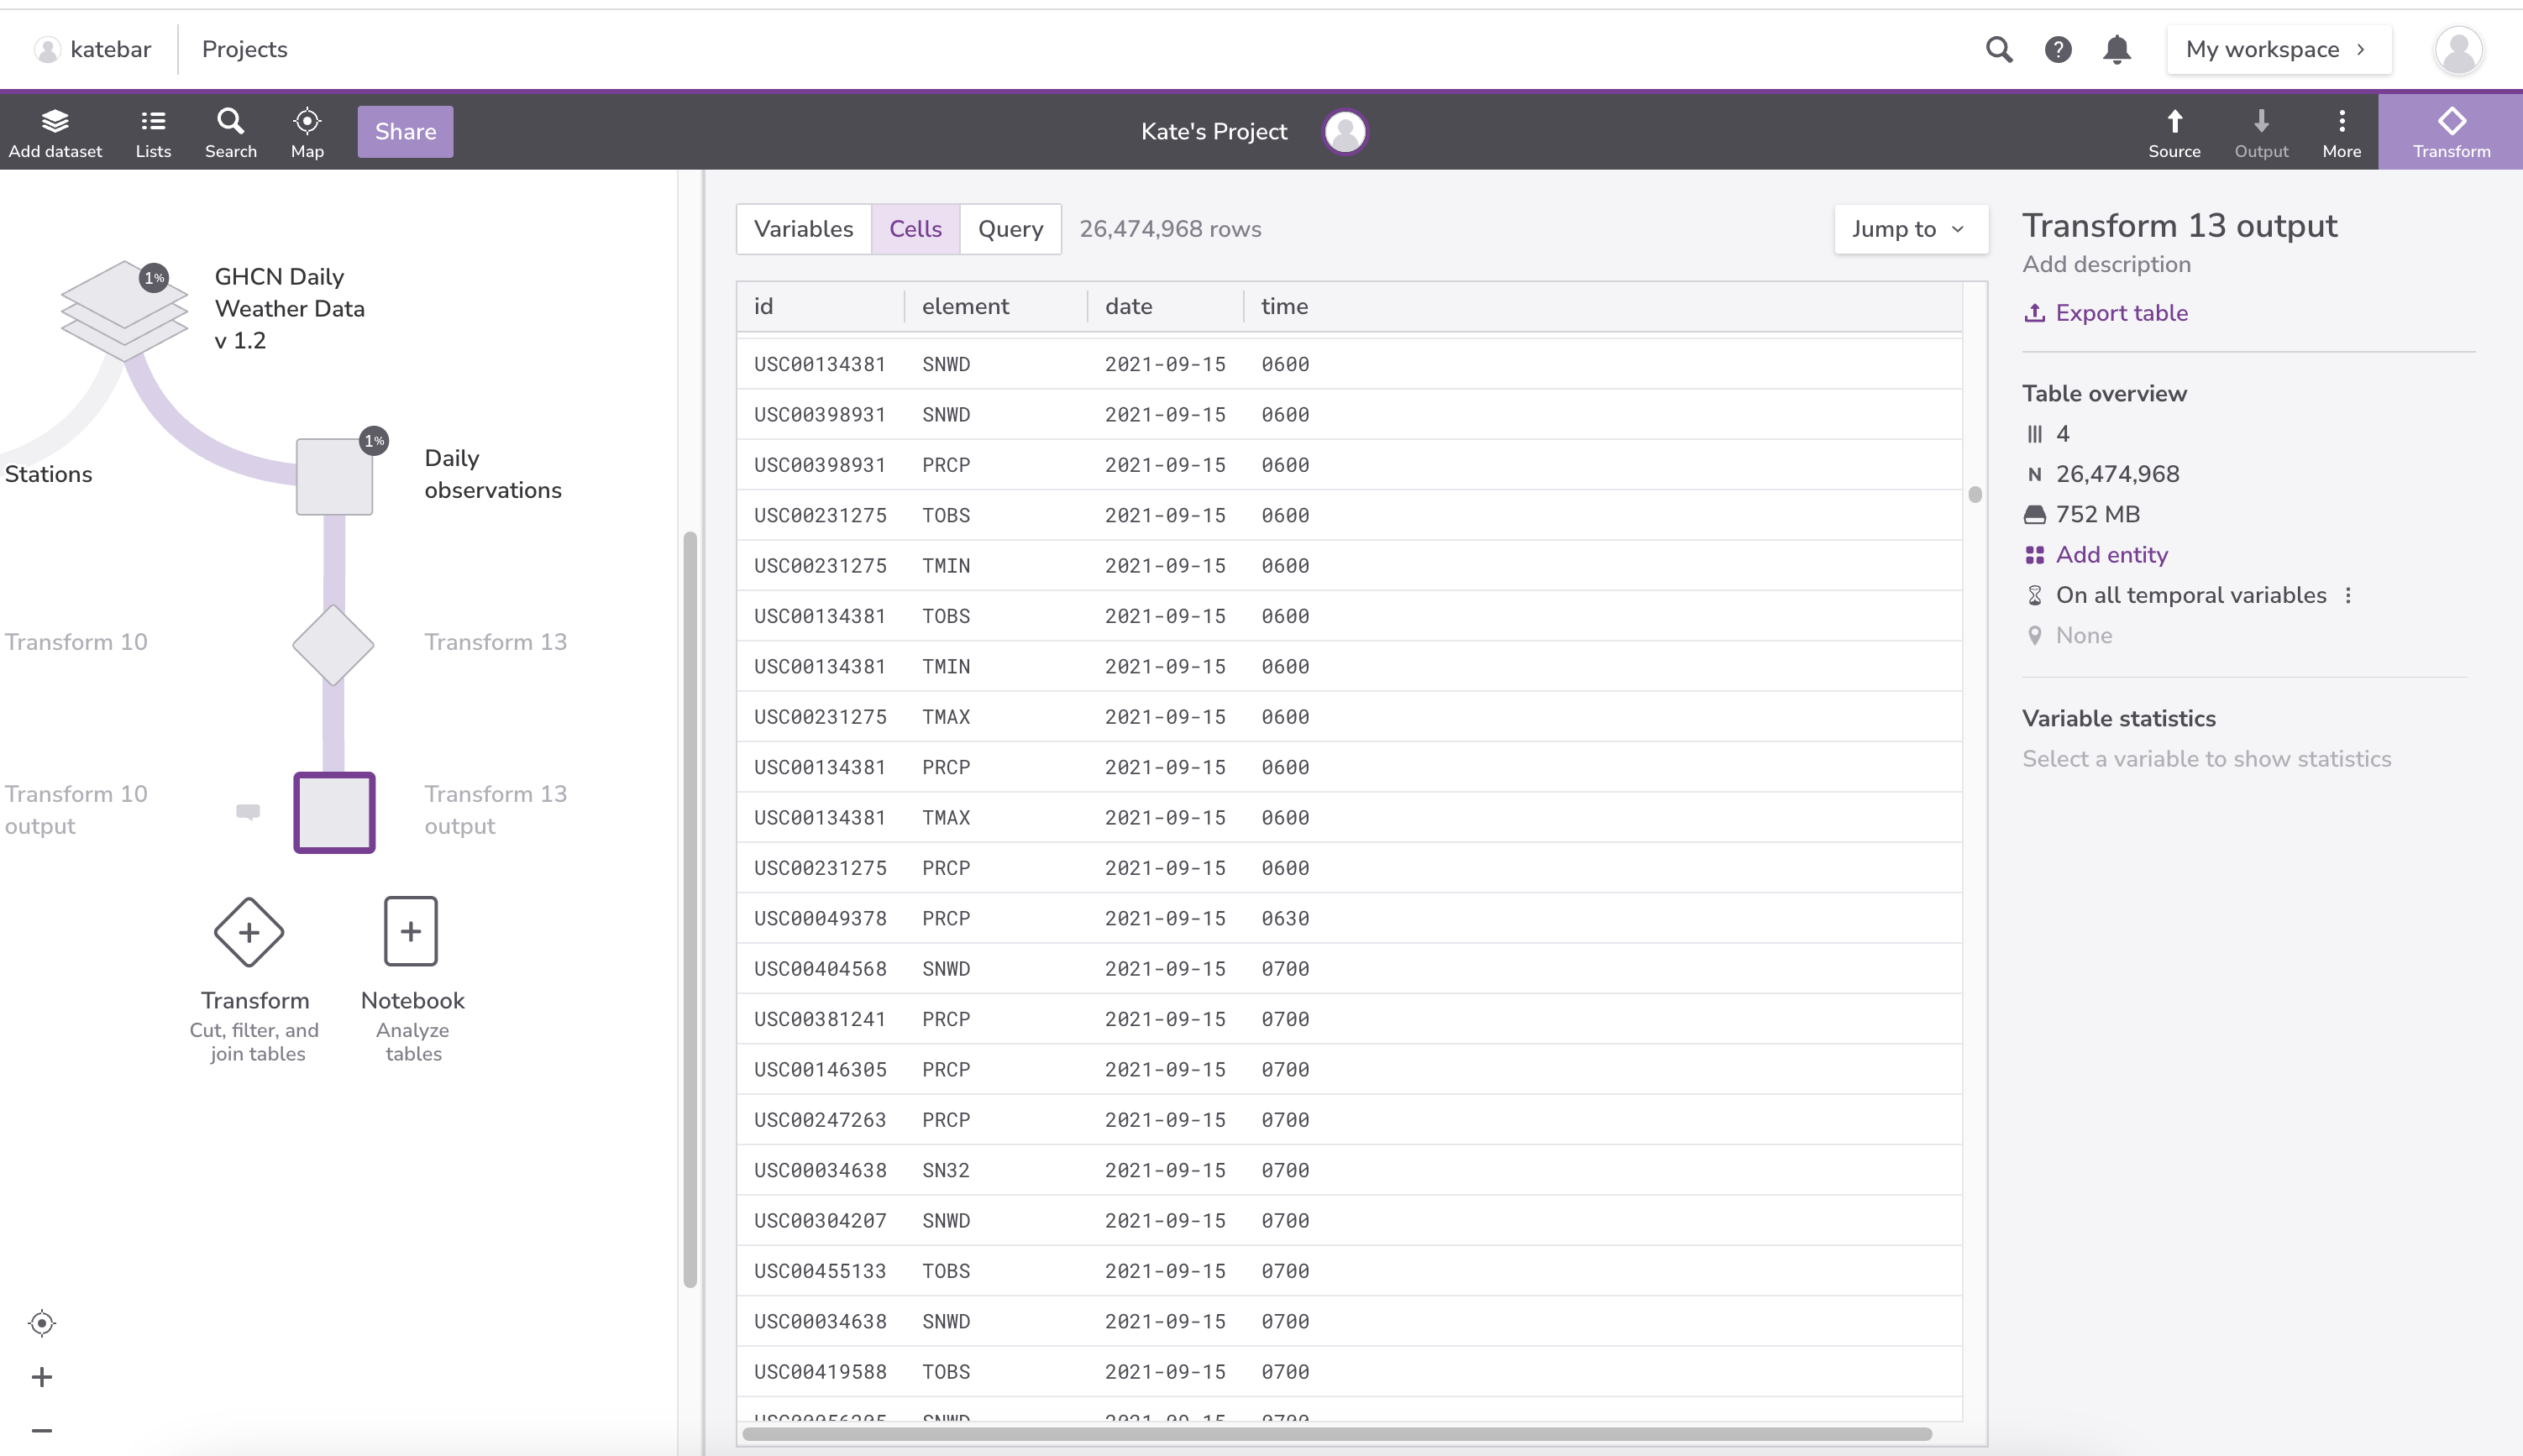 katebar
Projects
My workspace
Add dataset
Lists
Search
Map
Share
Kate's Project
Source
Output
More
Transform
1%
GHCN Daily
Weather Data
v 1.2
1%
Daily
observations
Stations
Transform 10
Transform 13
Transform 10
output
Transform 13
output
Transform
Cut, filter, and
join tables
Notebook
Analyze
tables
Variables Cells Query 26,474,968 rows
Jump to
id element date time
USC00134381 SNWD 2021-09-15 0600
USC00398931 SNWD 2021-09-15 0600
USC00398931 PRCP 2021-09-15 0600
USC00231275 TOBS 2021-09-15 0600
USC00231275 TMIN 2021-09-15 0600
USC00134381 TOBS 2021-09-15 0600
USC00134381 TMIN 2021-09-15 0600
USC00231275 TMAX 2021-09-15 0600
USC00134381 PRCP 2021-09-15 0600
USC00134381 TMAX 2021-09-15 0600
USC00231275 PRCP 2021-09-15 0600
USC00049378 PRCP 2021-09-15 0630
USC00404568 SNWD 2021-09-15 0700
USC00381241 PRCP 2021-09-15 0700
USC00146305 PRCP 2021-09-15 0700
USC00247263 PRCP 2021-09-15 0700
USC00034638 SN32 2021-09-15 0700
USC00304207 SNWD 2021-09-15 0700
USC00455133 TOBS 2021-09-15 0700
USC00034638 SNWD 2021-09-15 0700
USC00419588 TOBS 2021-09-15 0700
Transform 13 output
Add description
Export table
Table overview
4
N 26,474,968
752 MB
Add entity
On all temporal variables
None
Variable statistics
Select a variable to show statistics